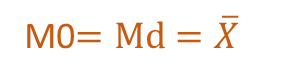 M0= Md = X̄